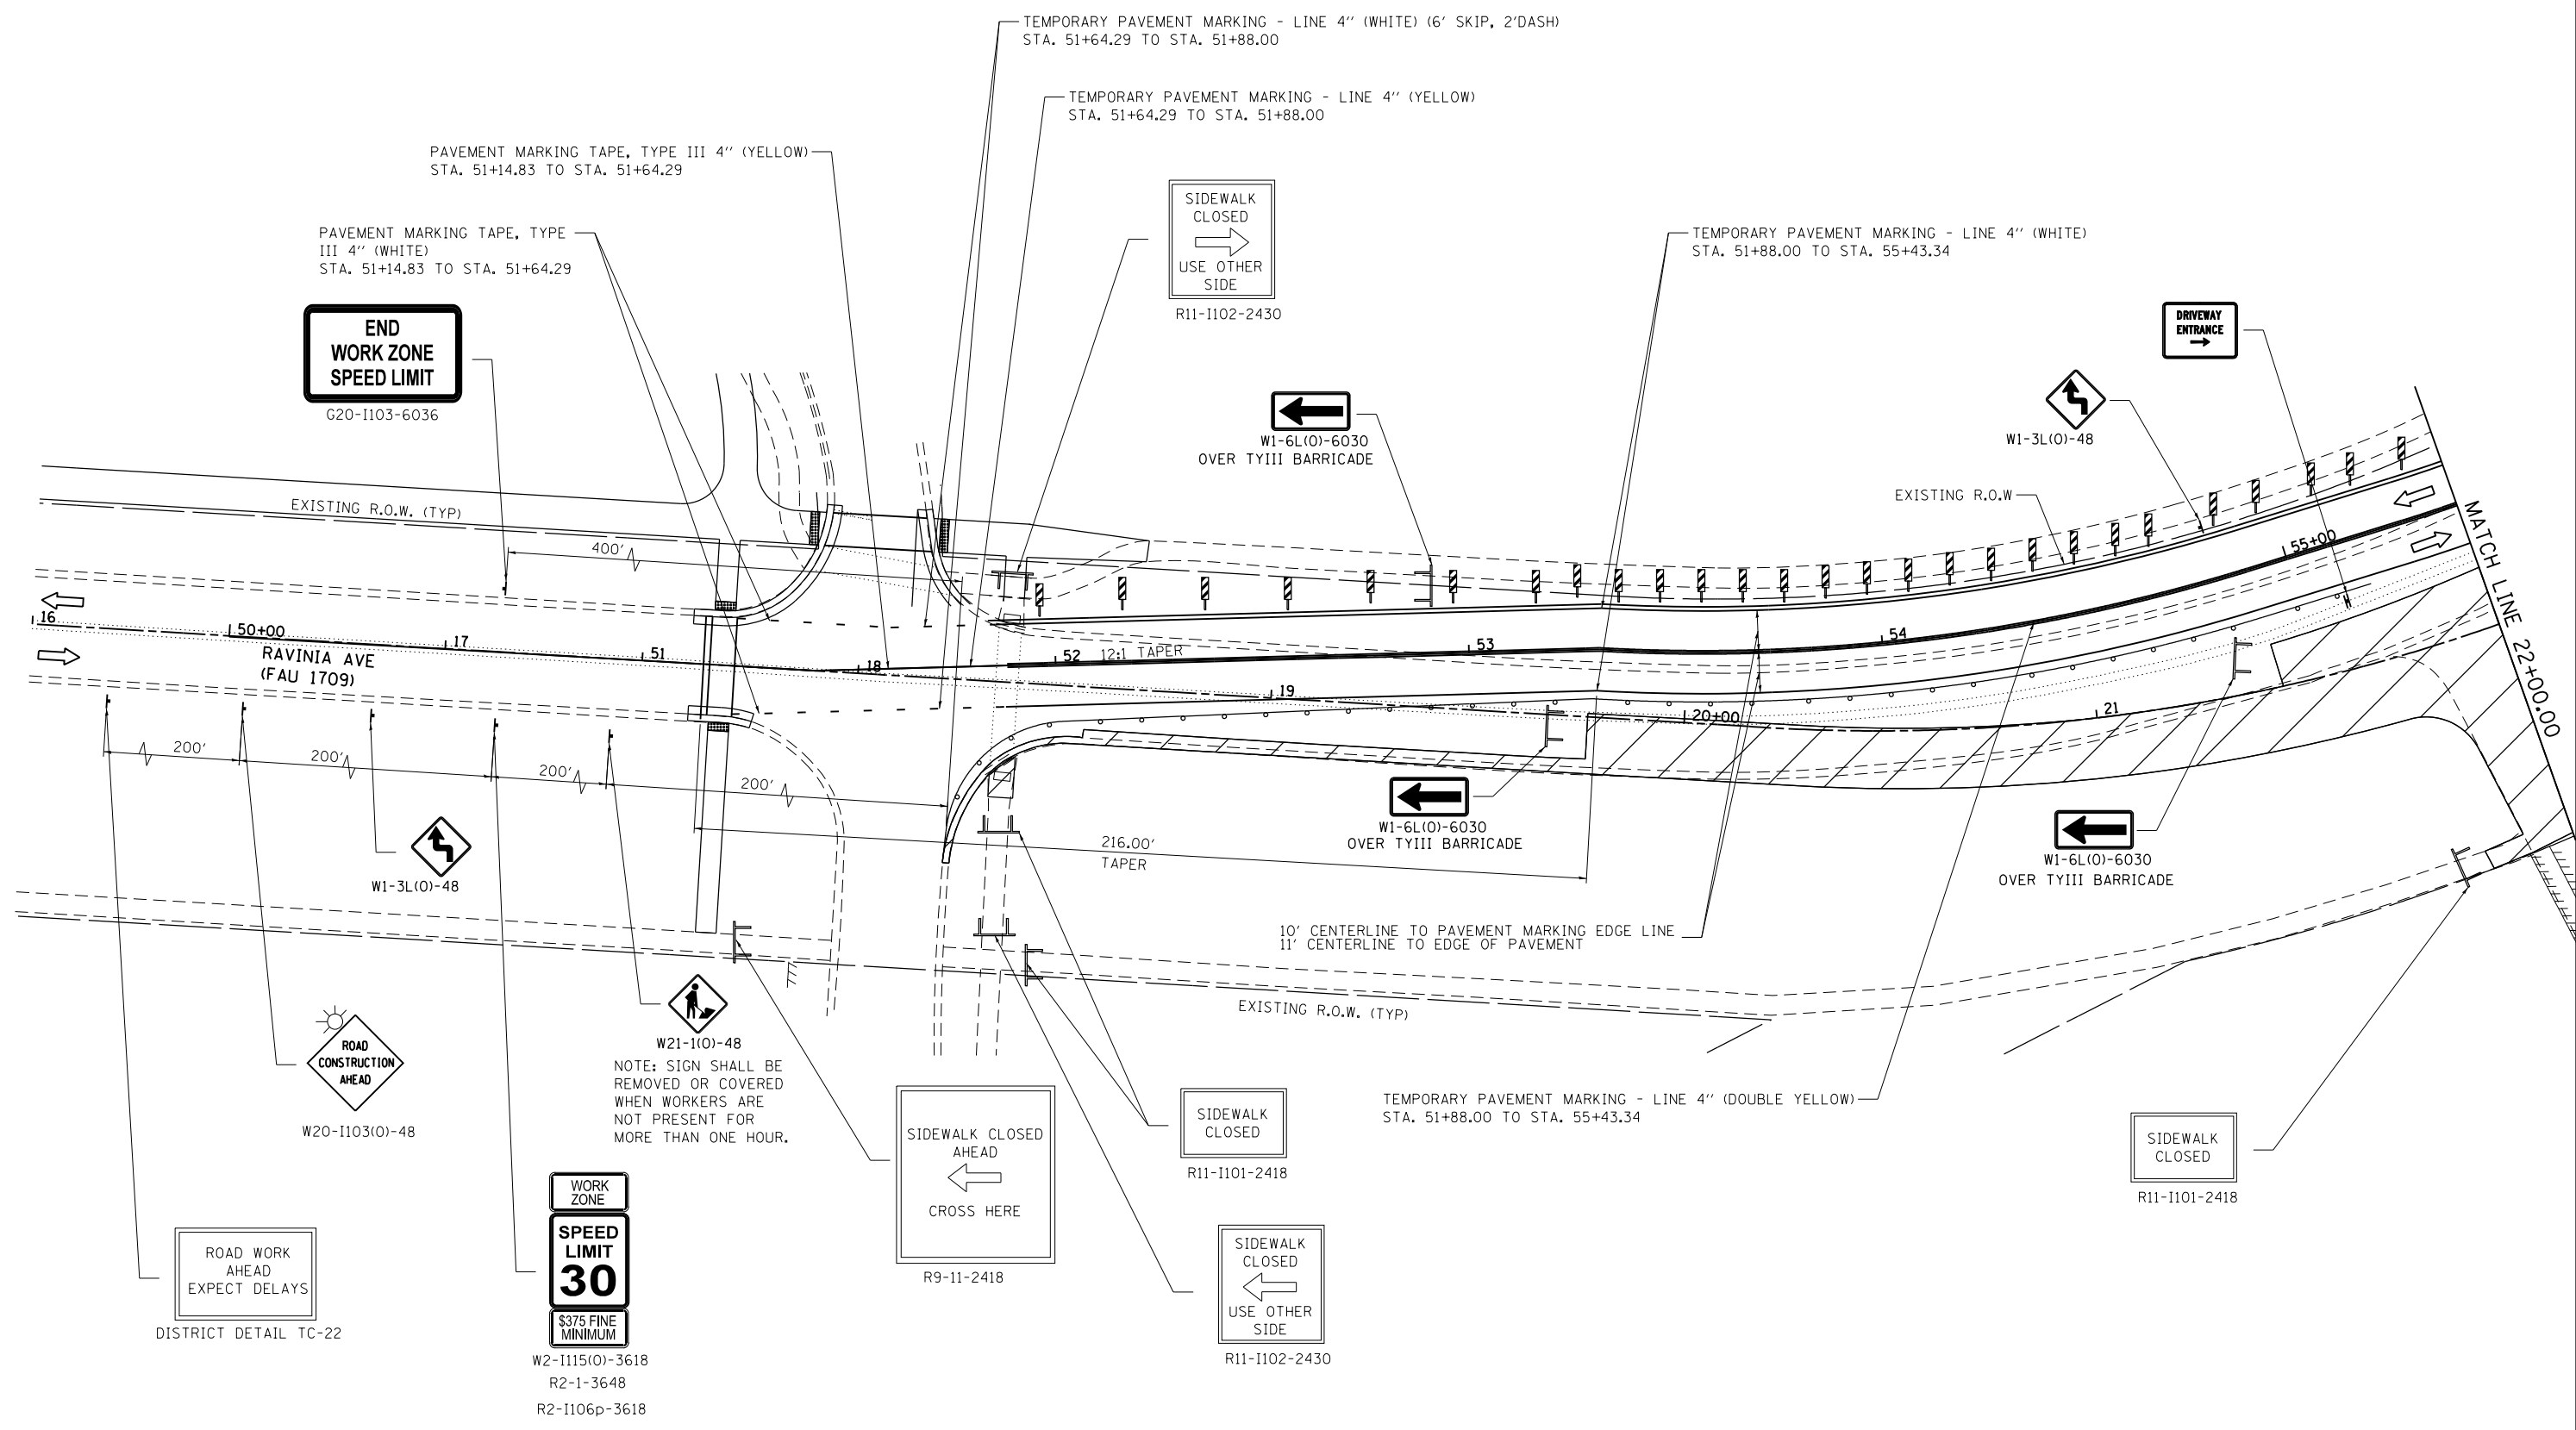 TEMPORARY PAVEMENT MARKING - LINE 4" (WHITE) (6' SKIP, 2'DASH)
STA. 51+64.29 TO STA. 51+88.00
TEMPORARY PAVEMENT MARKING - LINE 4" (YELLOW)
STA. 51+64.29 TO STA. 51+88.00
PAVEMENT MARKING TAPE, TYPE III 4" (YELLOW)
STA. 51+14.83 TO STA. 51+64.29
PAVEMENT MARKING TAPE, TYPE
III 4" (WHITE)
STA. 51+14.83 TO STA. 51+64.29
SIDEWALK
CLOSED
USE OTHER
SIDE
R11-I102-2430
TEMPORARY PAVEMENT MARKING - LINE 4" (WHITE)
STA. 51+88.00 TO STA. 55+43.34
END
WORK ZONE
SPEED LIMIT
G20-I103-6036
DRIVEWAY
ENTRANCE
W1-6L(O)-6030
OVER TYIII BARRICADE
W1-3L(O)-48
EXISTING R.O.W. (TYP)
EXISTING R.O.W
400'
MATCH LINE 22+00.00
16
50+00
17
51
18
52
12:1 TAPER
53
54
55+00
RAVINIA AVE
(FAU 1709)
19
20+00
21
200'
200'
200'
200'
216.00'
TAPER
W1-3L(O)-48
W1-6L(O)-6030
OVER TYIII BARRICADE
W1-6L(O)-6030
OVER TYIII BARRICADE
10' CENTERLINE TO PAVEMENT MARKING EDGE LINE
11' CENTERLINE TO EDGE OF PAVEMENT
EXISTING R.O.W. (TYP)
ROAD
CONSTRUCTION
AHEAD
W20-I103(O)-48
W21-1(O)-48
NOTE: SIGN SHALL BE
REMOVED OR COVERED
WHEN WORKERS ARE
NOT PRESENT FOR
MORE THAN ONE HOUR.
SIDEWALK CLOSED
AHEAD
CROSS HERE
R9-11-2418
SIDEWALK
CLOSED
R11-I101-2418
TEMPORARY PAVEMENT MARKING - LINE 4" (DOUBLE YELLOW)
STA. 51+88.00 TO STA. 55+43.34
SIDEWALK
CLOSED
R11-I101-2418
ROAD WORK
AHEAD
EXPECT DELAYS
DISTRICT DETAIL TC-22
WORK
ZONE
SPEED
LIMIT
30
$375 FINE
MINIMUM
W2-I115(O)-3618
R2-1-3648
R2-I106p-3618
SIDEWALK
CLOSED
USE OTHER
SIDE
R11-I102-2430